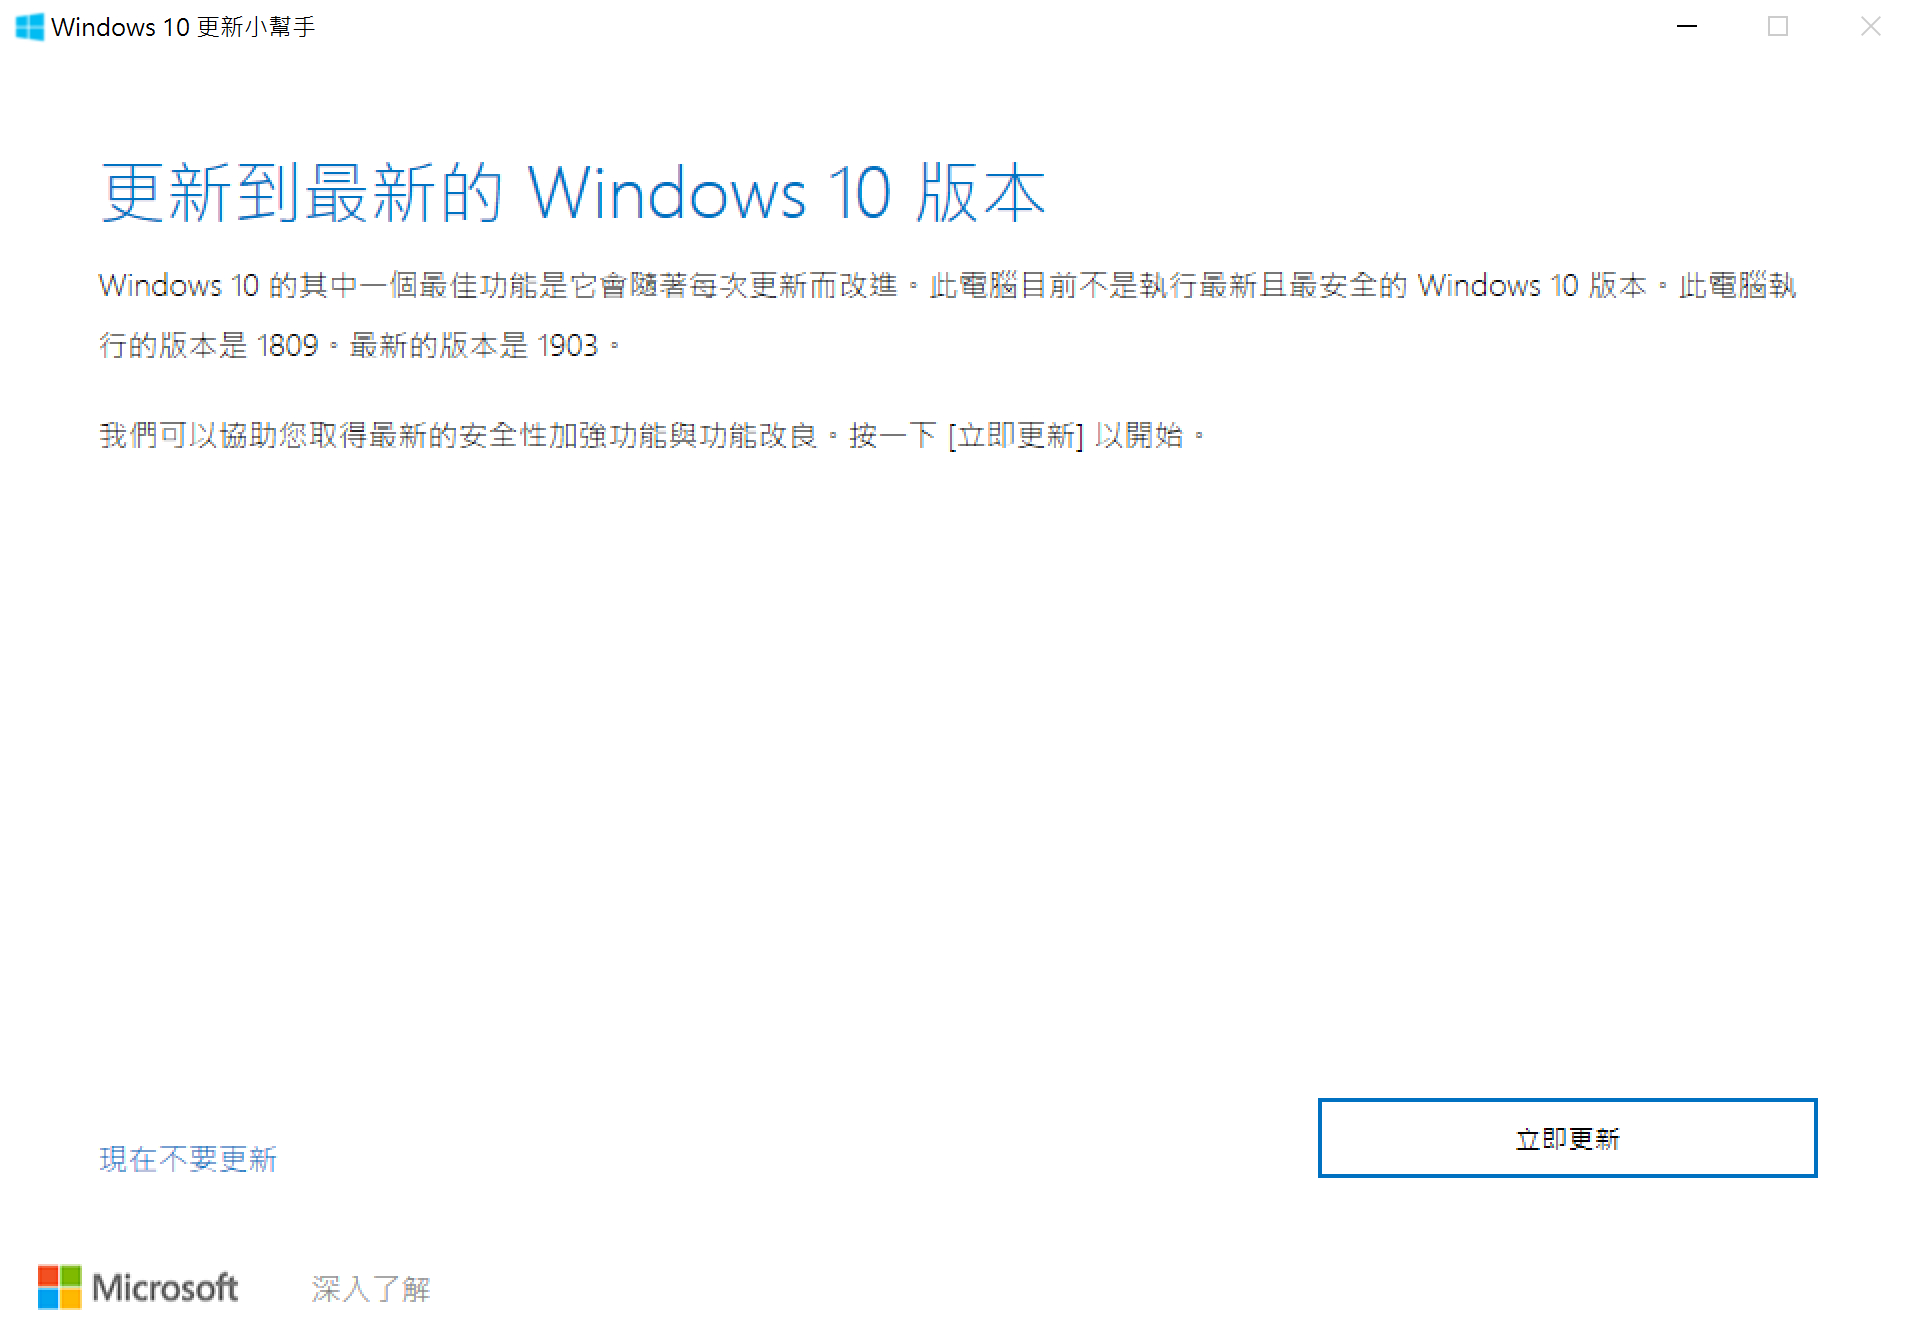 Windows 10 更新小幫手
更新到最新的 Windows 10 版本
Windows 10 的其中一個最佳功能是它會隨著每次更新而改進。此電腦目前不是執行最新且最安全的 Windows 10 版本。此電腦執
行的版本是 1809。最新的版本是 1903。
我們可以協助您取得最新的安全性加強功能與功能改良。按一下 [立即更新] 以開始。
立即更新
現在不要更新
Microsoft 深入了解